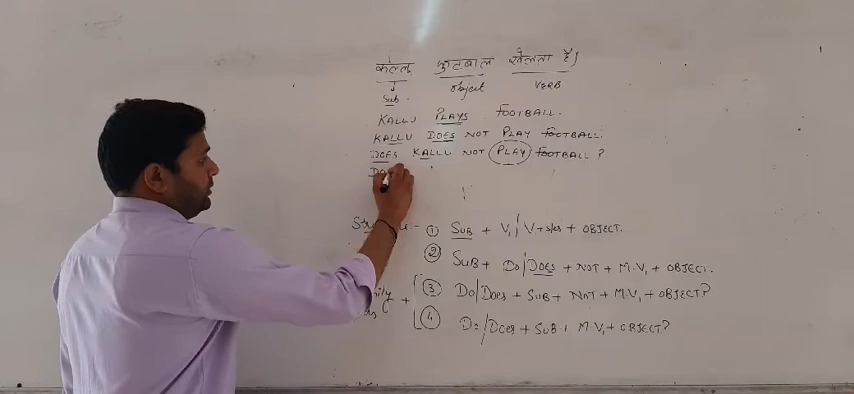 कल्लू फुटबाल खेलता है।
Sub. object VERB
KALLU PLAYS FOOTBALL.
KALLU DOES NOT PLAY FOOTBALL.
DOES KALLU NOT PLAY FOOTBALL?
① SUB + V₁/V+s/es + OBJECT.
② SUB + Do/Does + NOT + M.V₁ + OBJECT.
+ ③ Do/Does + SUB + NOT + M.V₁ + OBJECT?
④ Do/Does + SUB + M.V₁ + OBJECT?